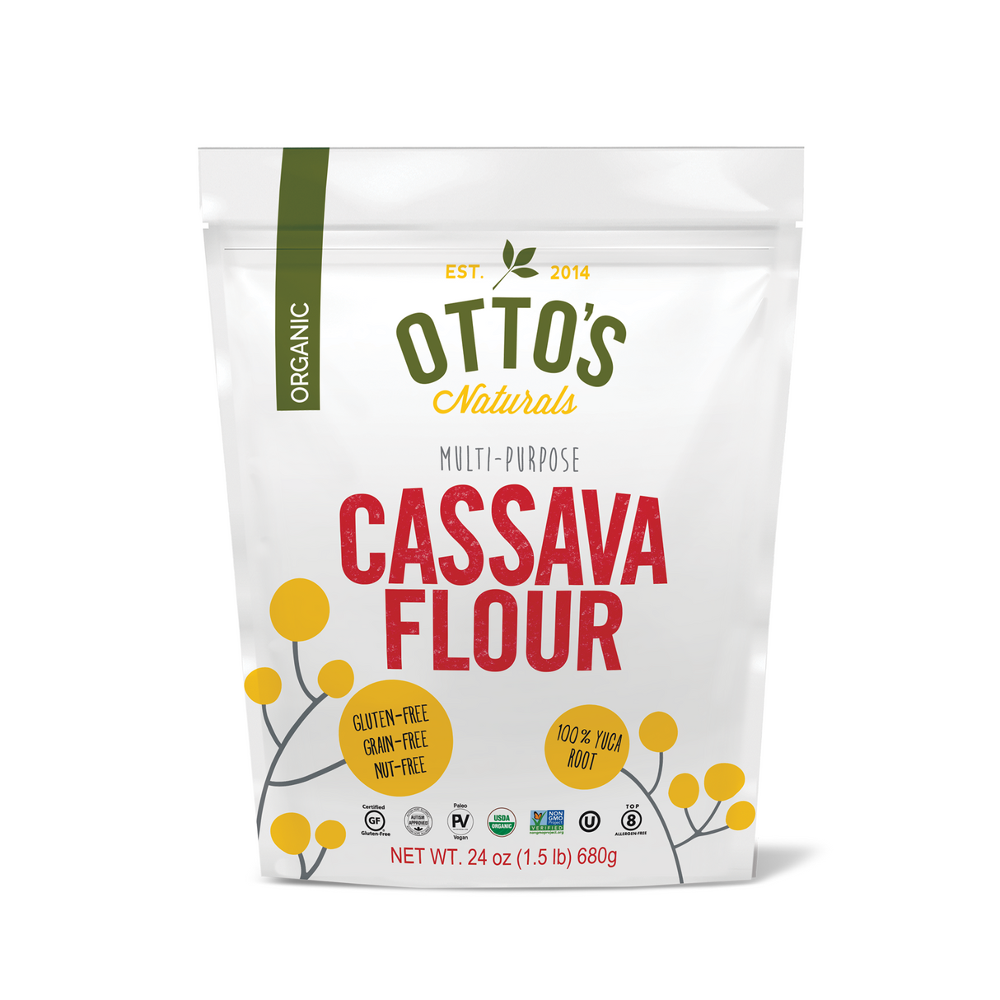 ORGANIC
EST. 2014
OTTO'S
Naturals
MULTI-PURPOSE
CASSAVA
FLOUR
GLUTEN-FREE
GRAIN-FREE
NUT-FREE
100% YUCA
ROOT
Certified
GF
Gluten-Free
AUTISM
APPROVED
Paleo
PV
Vegan
USDA
ORGANIC
NON
GMO
Project
VERIFIED
nongmoproject.org
U
TOP
8
ALLERGEN-FREE
NET WT. 24 oz (1.5 lb) 680g